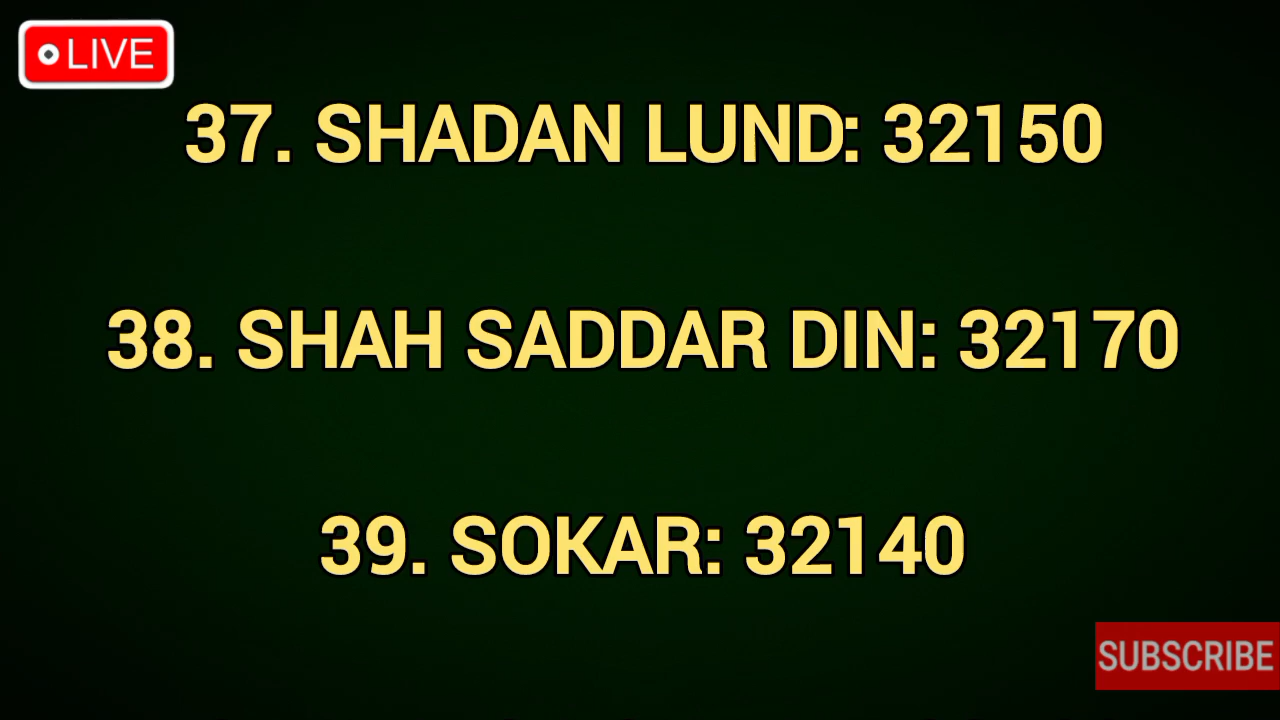 LIVE
37. SHADAN LUND: 32150
38. SHAH SADDAR DIN: 32170
39. SOKAR: 32140
SUBSCRIBE